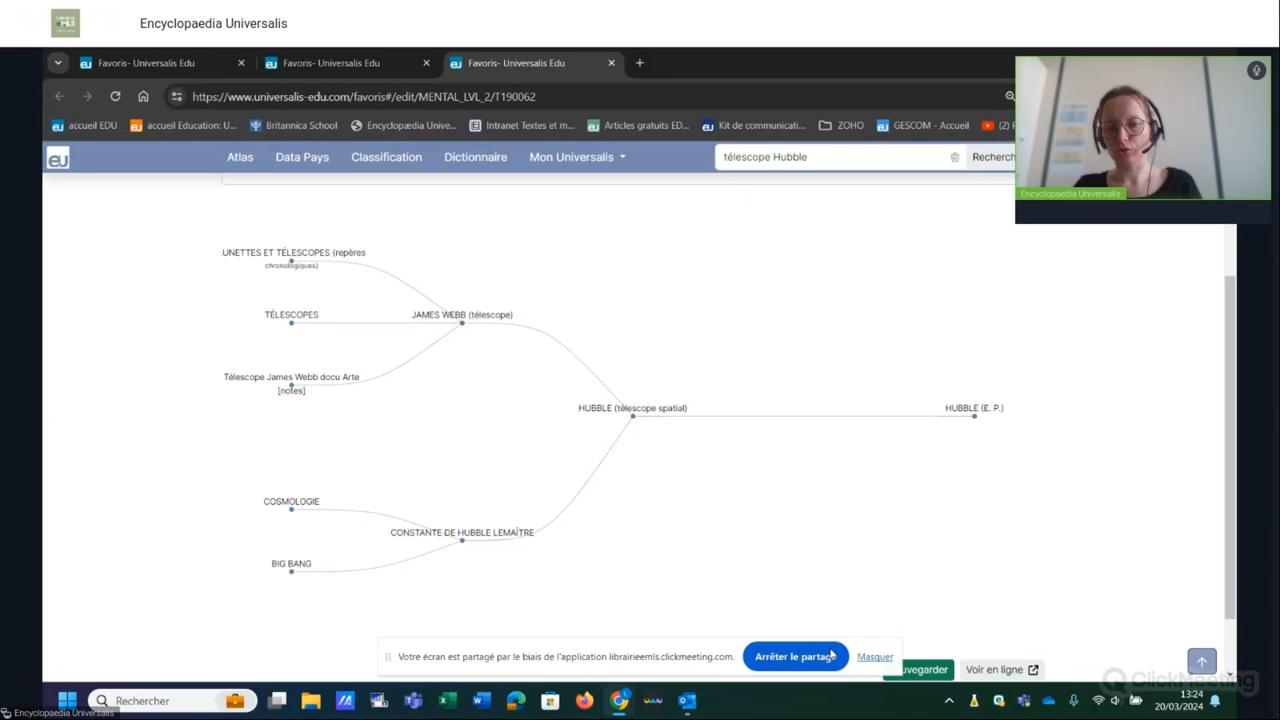 Encyclopaedia Universalis
Favoris- Universalis Edu
Favoris- Universalis Edu
Favoris- Universalis Edu
https://www.universalis-edu.com/favoris#/edit/MENTAL_LVL_2/T190062
accueil EDU
accueil Education: U...
Britannica School
Encyclopædia Unive...
Intranet Textes et m...
Articles gratuits ED...
Kit de communicati...
ZOHO
GESCOM - Accueil
eu
Atlas
Data Pays
Classification
Dictionnaire
Mon Universalis
télescope Hubble
Recherch
Encyclopaedia Universalis
UNETTES ET TÉLESCOPES (repères
chronologiques)
TÉLESCOPES
JAMES WEBB (télescope)
Télescope James Webb docu Arte
[notes]
HUBBLE (télescope spatial)
HUBBLE (E. P.)
COSMOLOGIE
CONSTANTE DE HUBBLE LEMAÎTRE
BIG BANG
Votre écran est partagé par le biais de l'application librairieemls.clickmeeting.com.
Arrêter le partage
Masquer
uvegarder
Voir en ligne
ClickMeeting
Rechercher
13:24
20/03/2024
Encyclopaedia Universalis